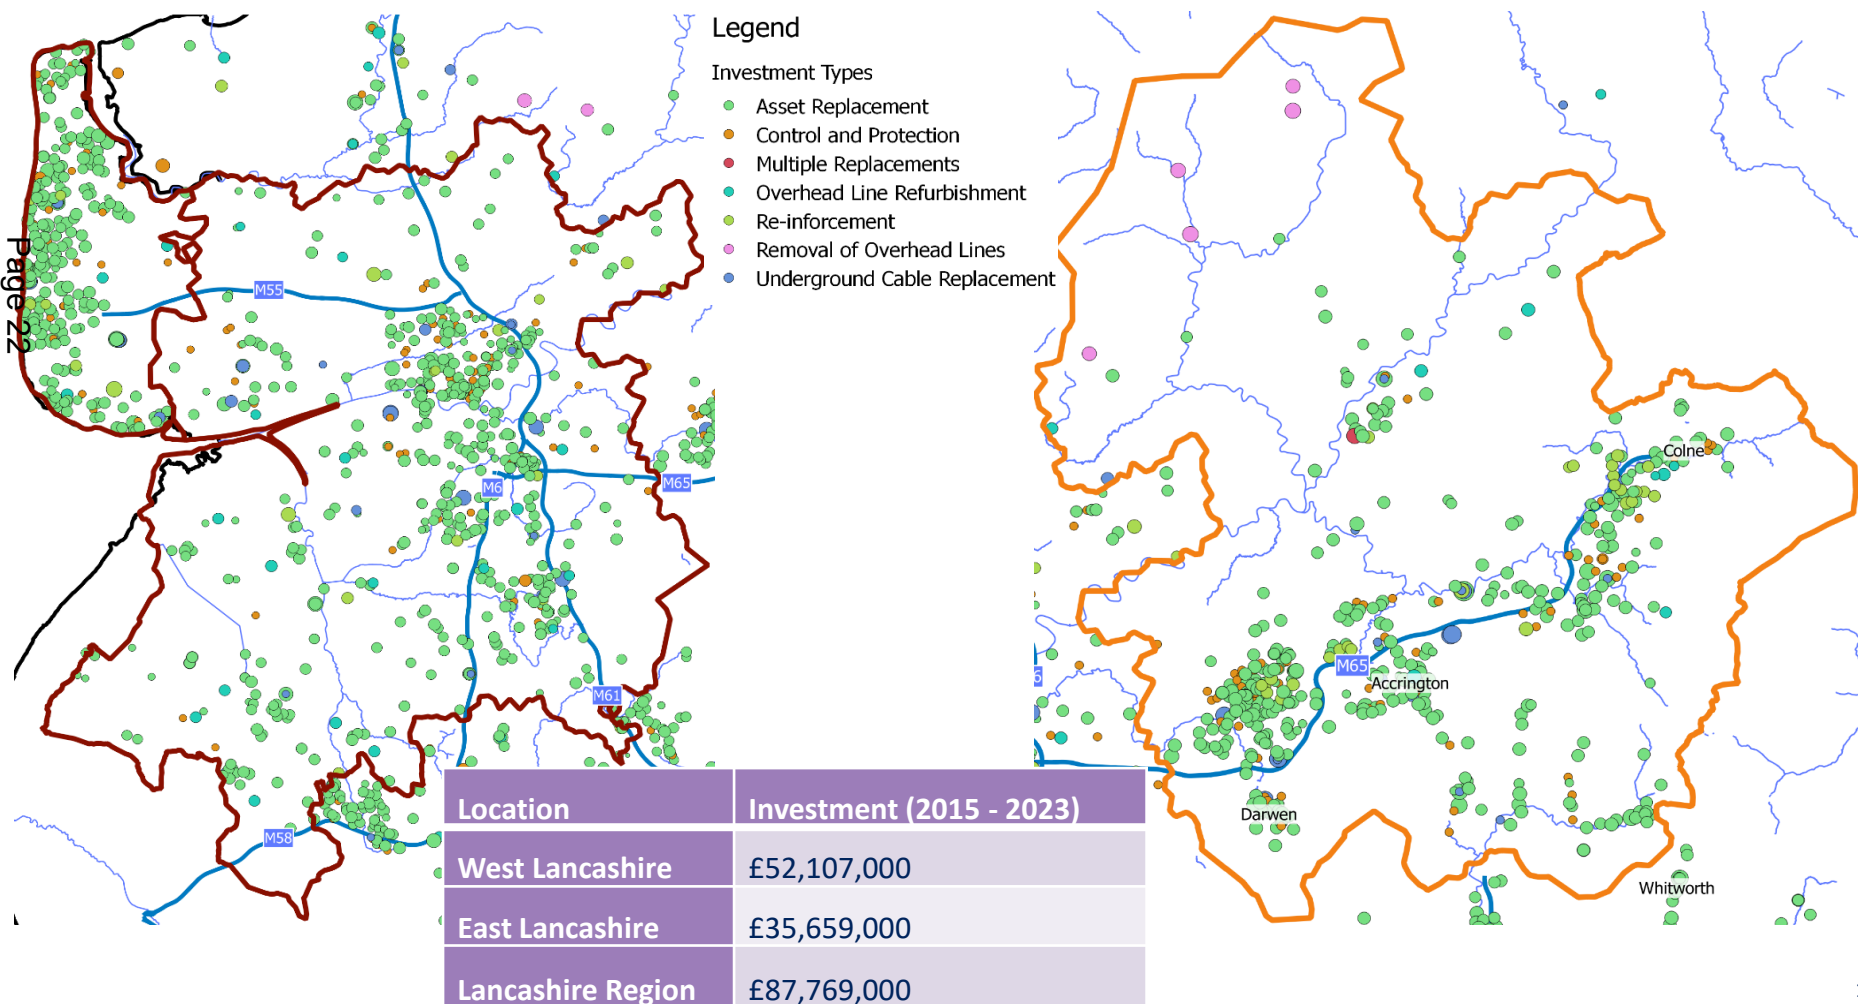 Page 22
Legend
Investment Types
Asset Replacement
Control and Protection
Multiple Replacements
Overhead Line Refurbishment
Re-inforcement
Removal of Overhead Lines
Underground Cable Replacement
M55
M6
M65
M61
M58
Colne
M65
Accrington
6
Darwen
Whitworth
Location Investment (2015 - 2023)
West Lancashire £52,107,000
East Lancashire £35,659,000
Lancashire Region £87,769,000